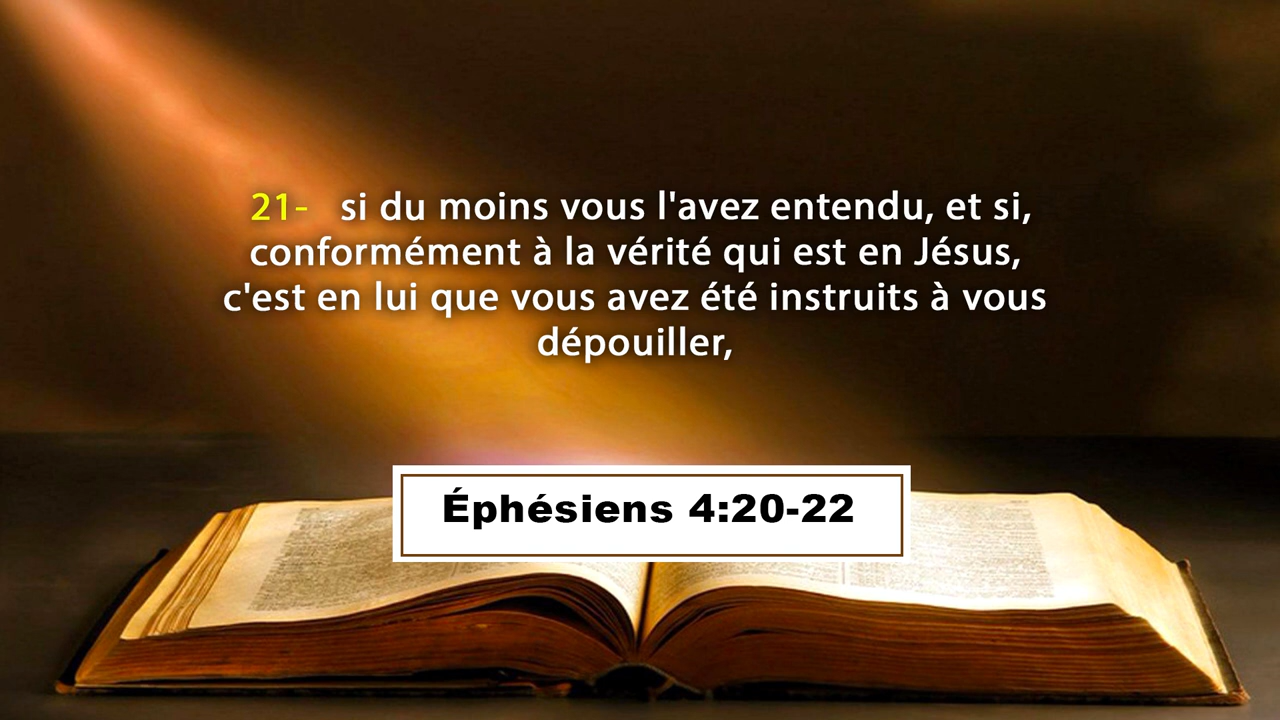 21- si du moins vous l'avez entendu, et si,
conformément à la vérité qui est en Jésus,
c'est en lui que vous avez été instruits à vous
dépouiller,
Éphésiens 4:20-22